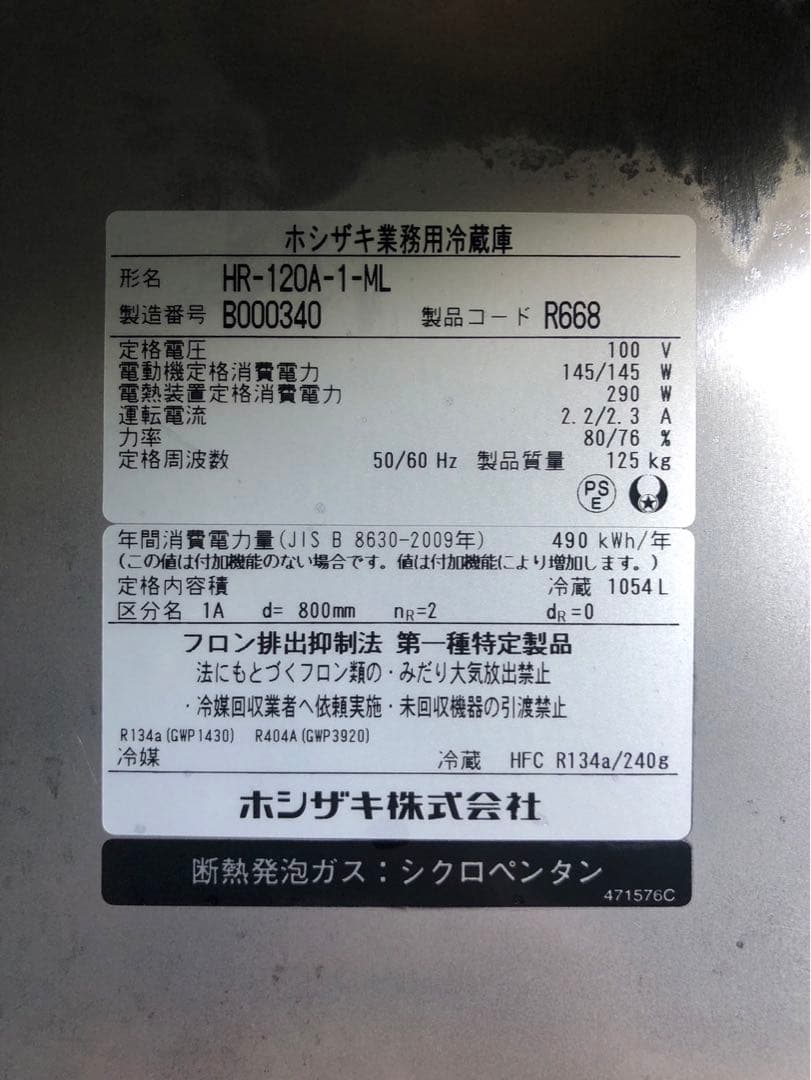 ホシザキ業務用冷蔵庫
形名 HR-120A-1-ML
製造番号 B000340 製品コード R668
定格電圧 100 V
電動機定格消費電力 145/145 W
電熱装置定格消費電力 290 W
運転電流 2.2/2.3 A
力率 80/76 %
定格周波数 50/60 Hz 製品質量 125 kg
PS
E
年間消費電力量(JIS B 8630-2009年) 490 kWh/年
(この値は付加機能のない場合です。値は付加機能により増加します。)
定格内容積 冷蔵 1054 L
区分名 1A d= 800mm nR=2 dR=0
フロン排出抑制法 第一種特定製品
法にもとづくフロン類の・みだり大気放出禁止
・冷媒回収業者へ依頼実施・未回収機器の引渡禁止
R134a(GWP1430) R404A(GWP3920)
冷媒 冷蔵 HFC R134a/240g
ホシザキ株式会社
断熱発泡ガス：シクロペンタン
471576C